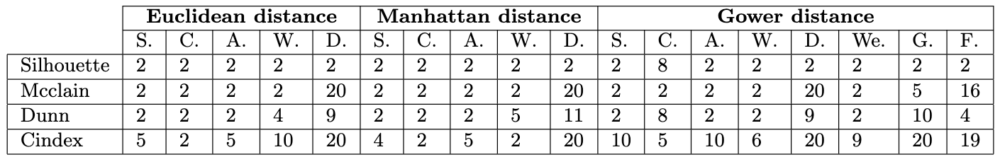 Euclidean distance Manhattan distance Gower distance
S. C. A. W. D. S. C. A. W. D. S. C. A. W. D. We. G. F.
Silhouette 2 2 2 2 2 2 2 2 2 2 2 8 2 2 2 2 2 2
Mcclain 2 2 2 2 20 2 2 2 2 20 2 2 2 2 20 2 5 16
Dunn 2 2 2 4 9 2 2 2 5 11 2 8 2 2 9 2 10 4
Cindex 5 2 5 10 20 4 2 5 2 20 10 5 10 6 20 9 20 19